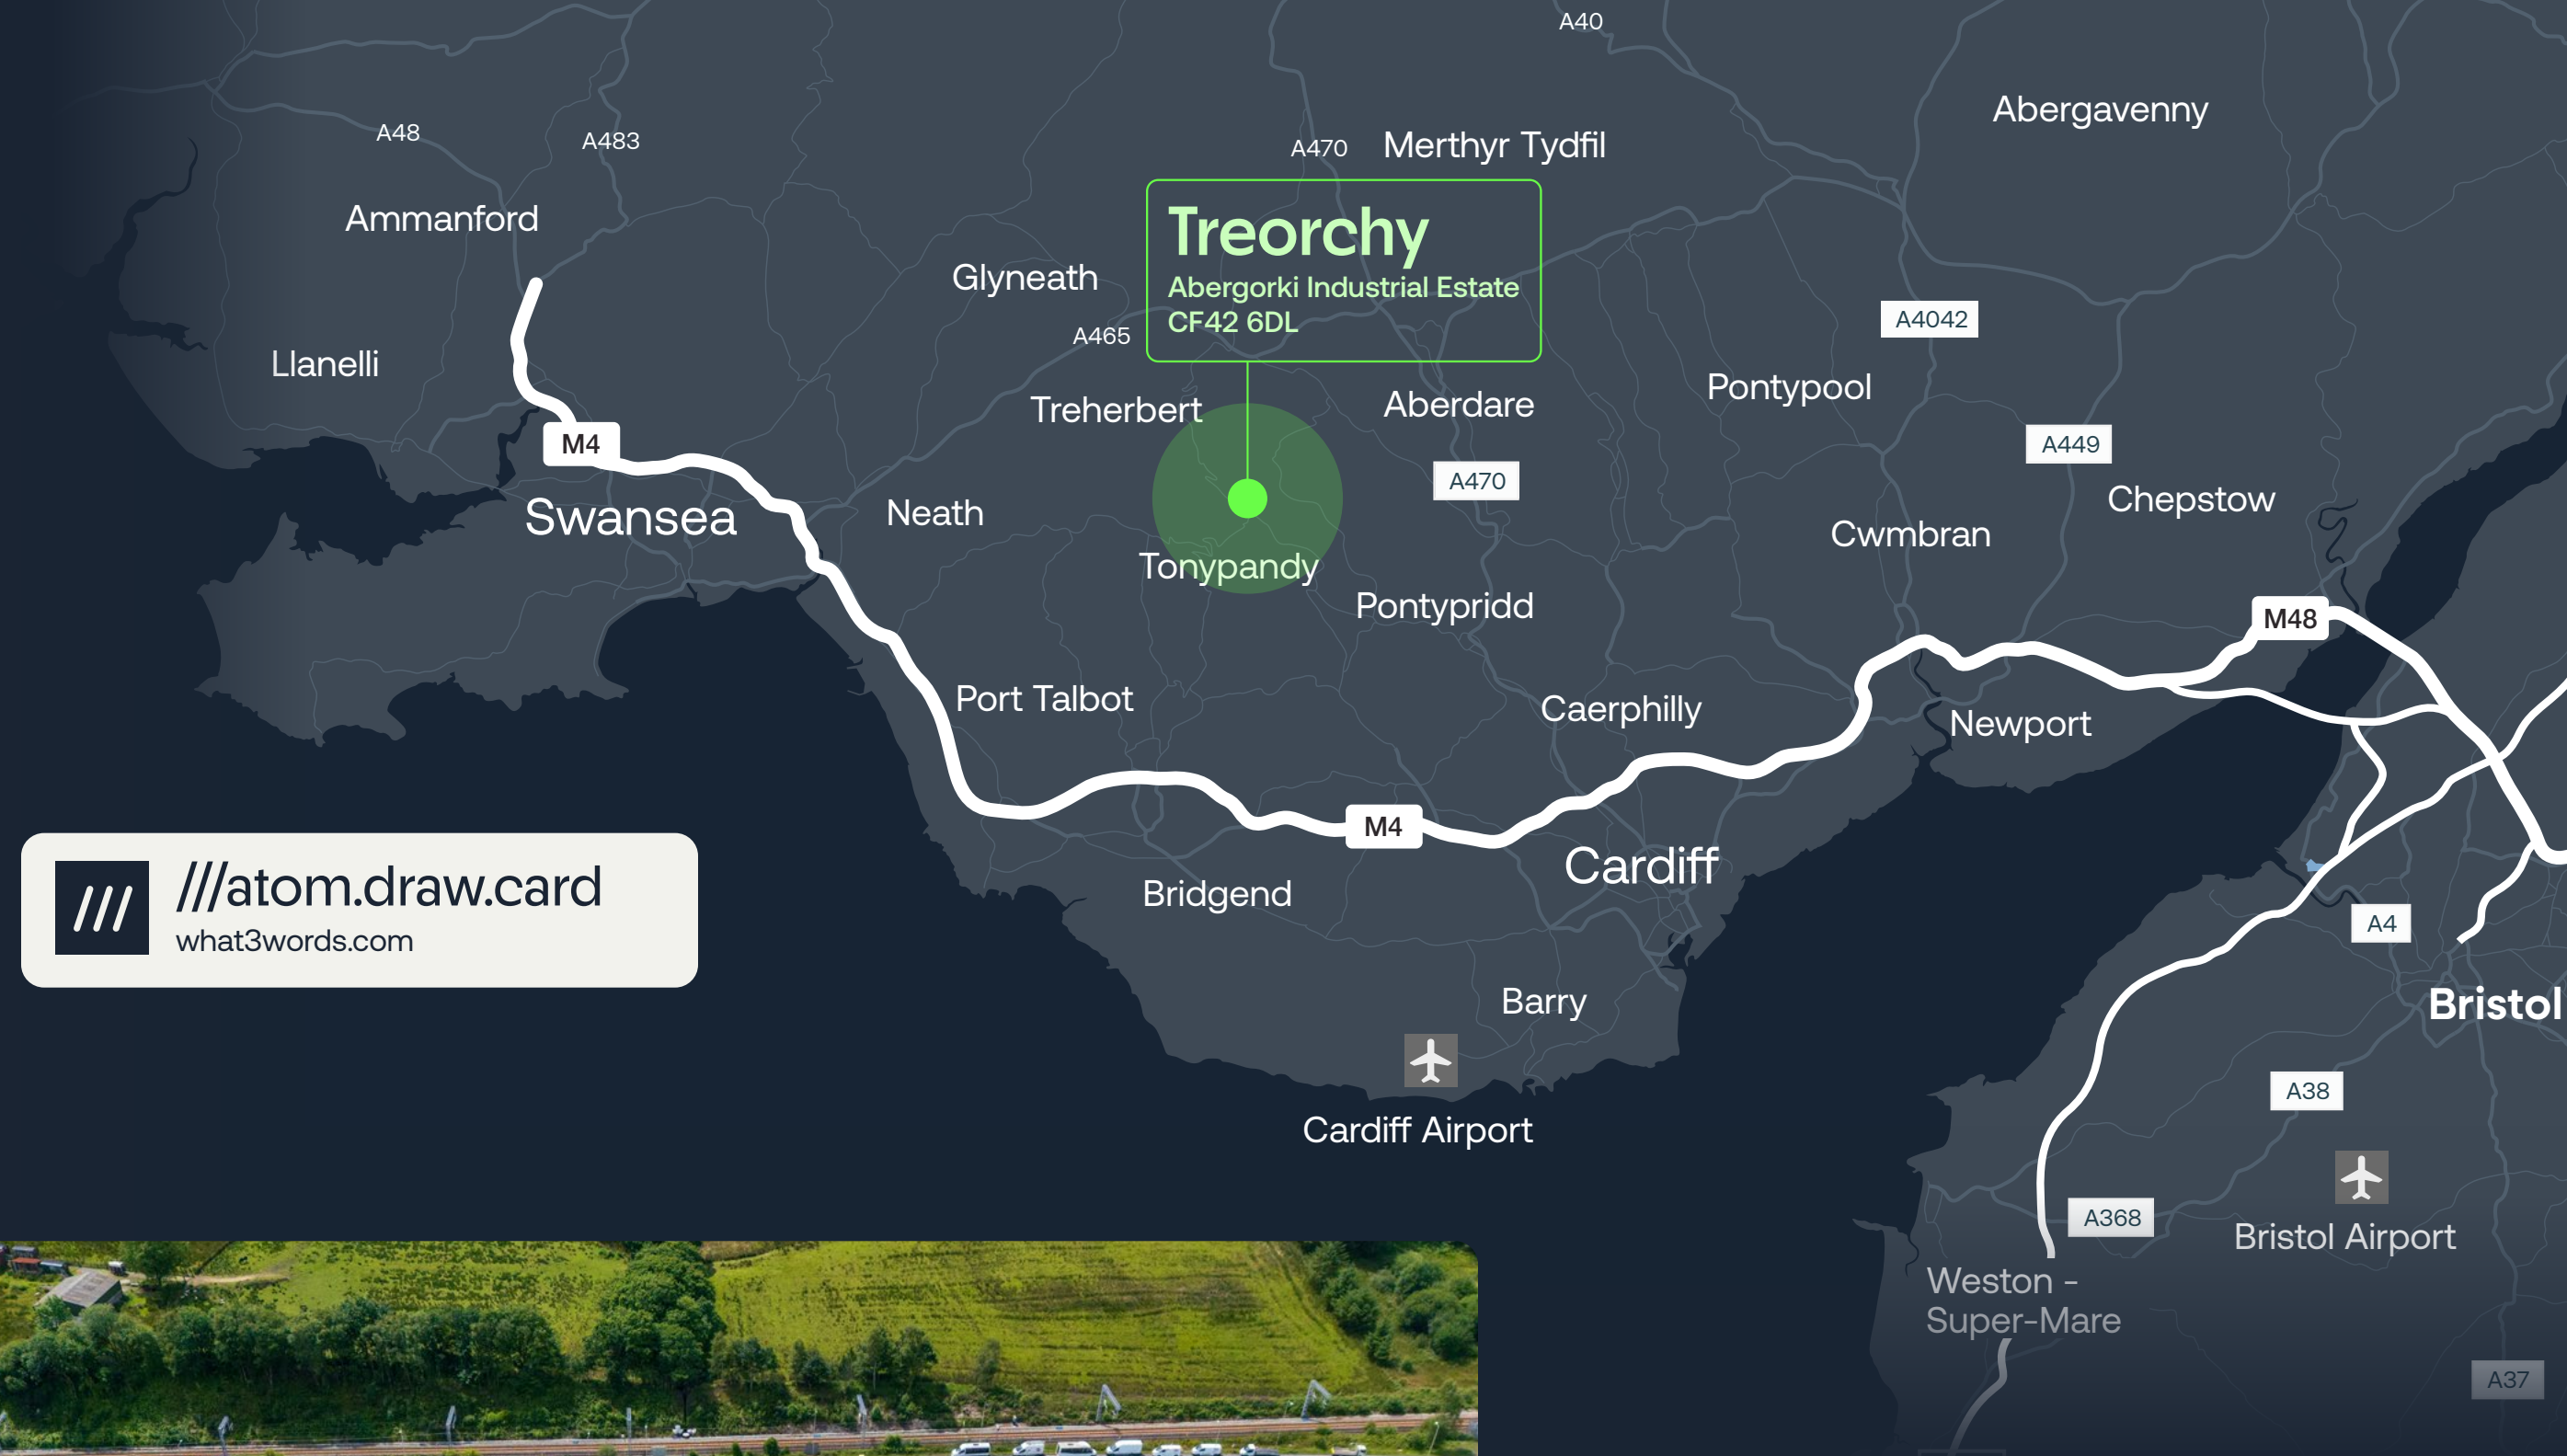 A40
Abergavenny
A48
A483
A470
Merthyr Tydfil
Ammanford
Treorchy
Abergorki Industrial Estate
CF42 6DL
Glyneath
A465
A4042
Llanelli
Treherbert
Aberdare
Pontypool
M4
A449
A470
Swansea
Neath
Chepstow
Cwmbran
Tonypandy
Pontypridd
M48
Port Talbot
Caerphilly
Newport
M4
Cardiff
///atom.draw.card
what3words.com
Bridgend
A4
Barry
Bristol
A38
Cardiff Airport
A368
Bristol Airport
Weston -
Super-Mare
A37